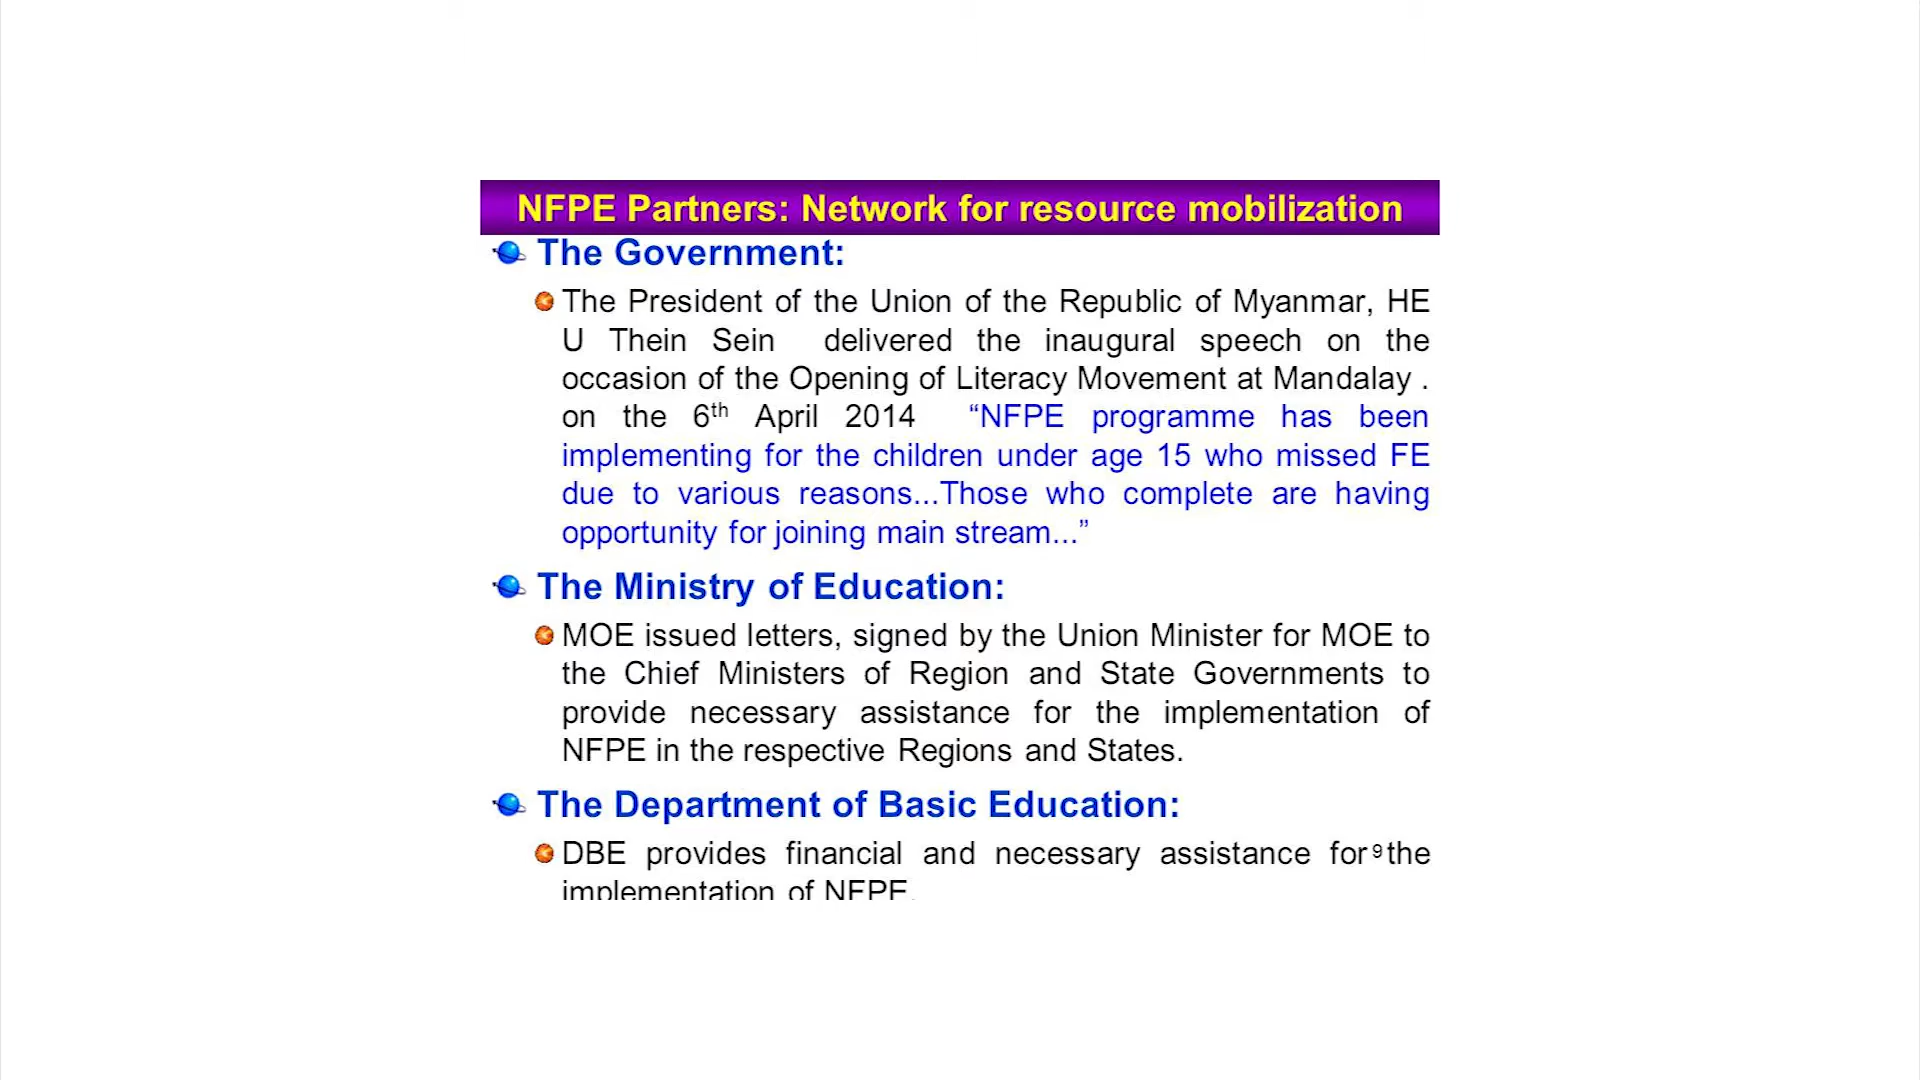 NFPE Partners: Network for resource mobilization
The Government:
The President of the Union of the Republic of Myanmar, HE
U Thein Sein delivered the inaugural speech on the
occasion of the Opening of Literacy Movement at Mandalay .
on the 6th April 2014 “NFPE programme has been
implementing for the children under age 15 who missed FE
due to various reasons...Those who complete are having
opportunity for joining main stream...”
The Ministry of Education:
MOE issued letters, signed by the Union Minister for MOE to
the Chief Ministers of Region and State Governments to
provide necessary assistance for the implementation of
NFPE in the respective Regions and States.
The Department of Basic Education:
DBE provides financial and necessary assistance for the
9
implementation of NFPE.